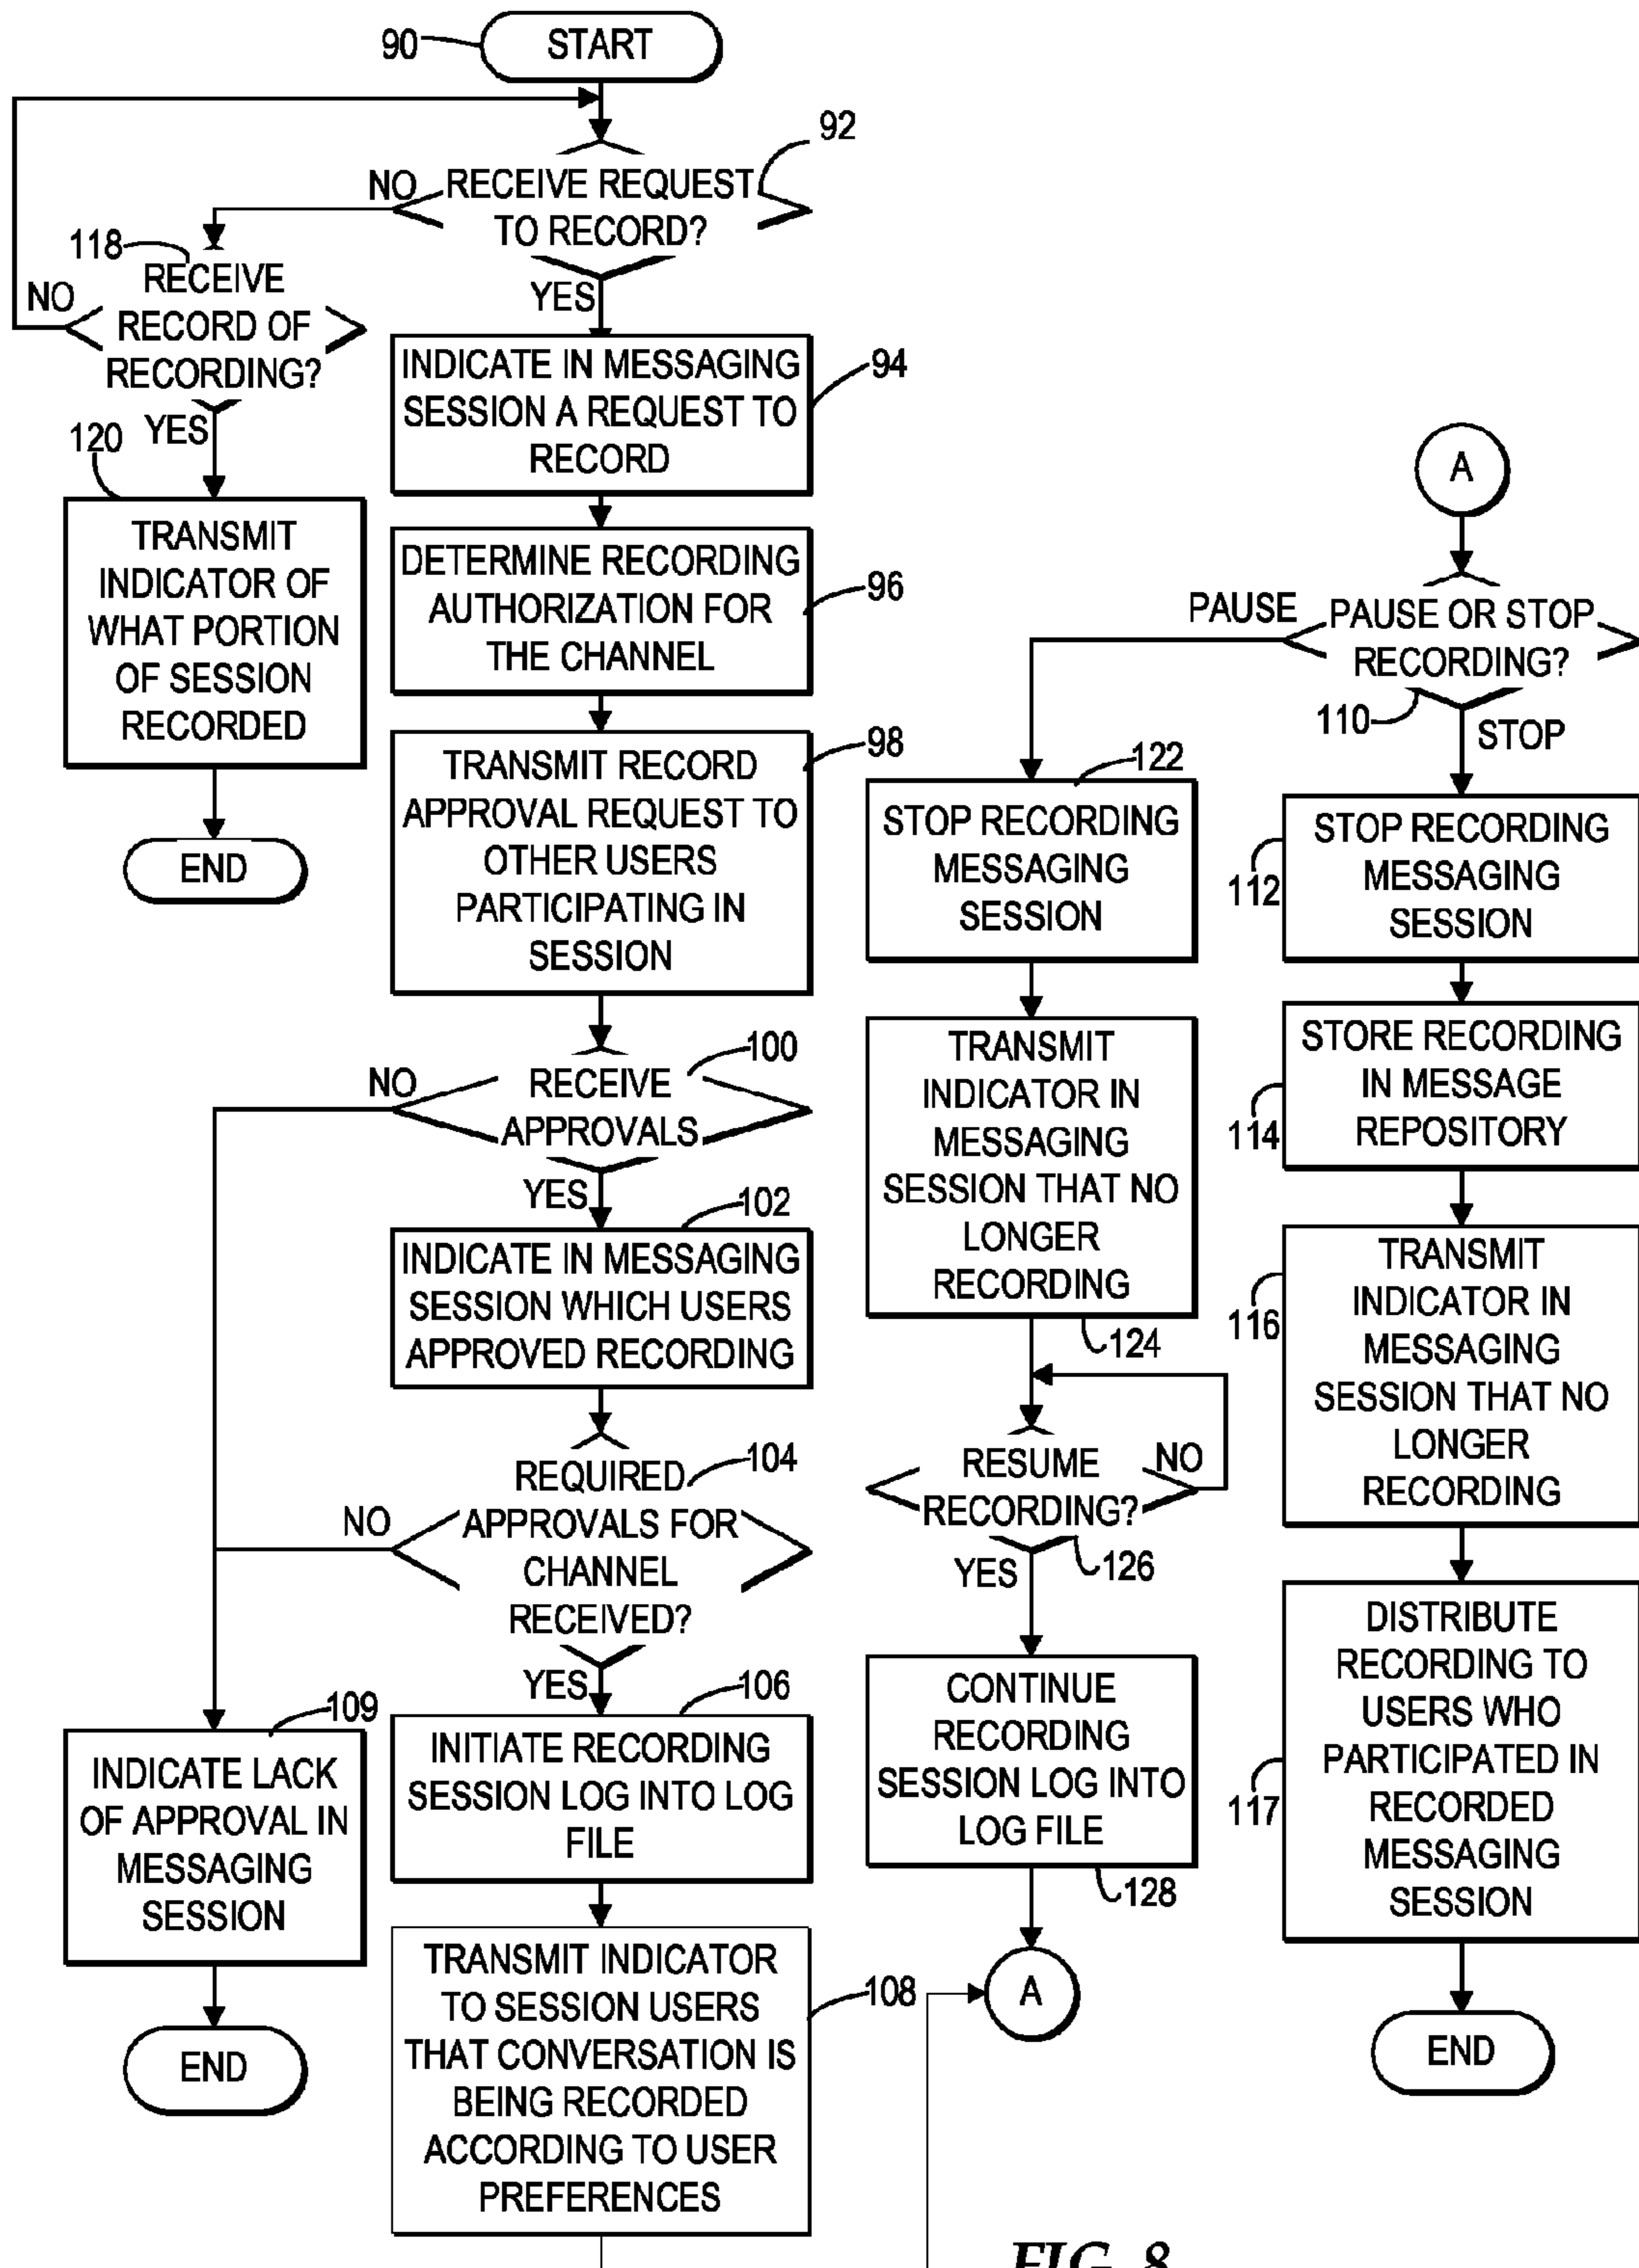 90
START
92
NO
RECEIVE REQUEST
TO RECORD?
YES
118
NO
RECEIVE
RECORD OF
RECORDING?
YES
120
TRANSMIT
INDICATOR OF
WHAT PORTION
OF SESSION
RECORDED
END
INDICATE IN MESSAGING
SESSION A REQUEST TO
RECORD
94
DETERMINE RECORDING
AUTHORIZATION FOR
THE CHANNEL
96
TRANSMIT RECORD
APPROVAL REQUEST TO
OTHER USERS
PARTICIPATING IN
SESSION
98
NO
RECEIVE
APPROVALS
100
YES
102
INDICATE IN MESSAGING
SESSION WHICH USERS
APPROVED RECORDING
NO
REQUIRED
APPROVALS FOR
CHANNEL
RECEIVED?
104
YES
106
INITIATE RECORDING
SESSION LOG INTO LOG
FILE
109
INDICATE LACK
OF APPROVAL IN
MESSAGING
SESSION
END
TRANSMIT INDICATOR
TO SESSION USERS
THAT CONVERSATION IS
BEING RECORDED
ACCORDING TO USER
PREFERENCES
108
A
PAUSE
PAUSE OR STOP
RECORDING?
110
STOP
122
STOP RECORDING
MESSAGING
SESSION
TRANSMIT
INDICATOR IN
MESSAGING
SESSION THAT NO
LONGER
RECORDING
124
RESUME
RECORDING?
NO
126
YES
CONTINUE
RECORDING
SESSION LOG INTO
LOG FILE
128
A
112
STOP RECORDING
MESSAGING
SESSION
114
STORE RECORDING
IN MESSAGE
REPOSITORY
116
TRANSMIT
INDICATOR IN
MESSAGING
SESSION THAT NO
LONGER
RECORDING
117
DISTRIBUTE
RECORDING TO
USERS WHO
PARTICIPATED IN
RECORDED
MESSAGING
SESSION
END
FIG. 8